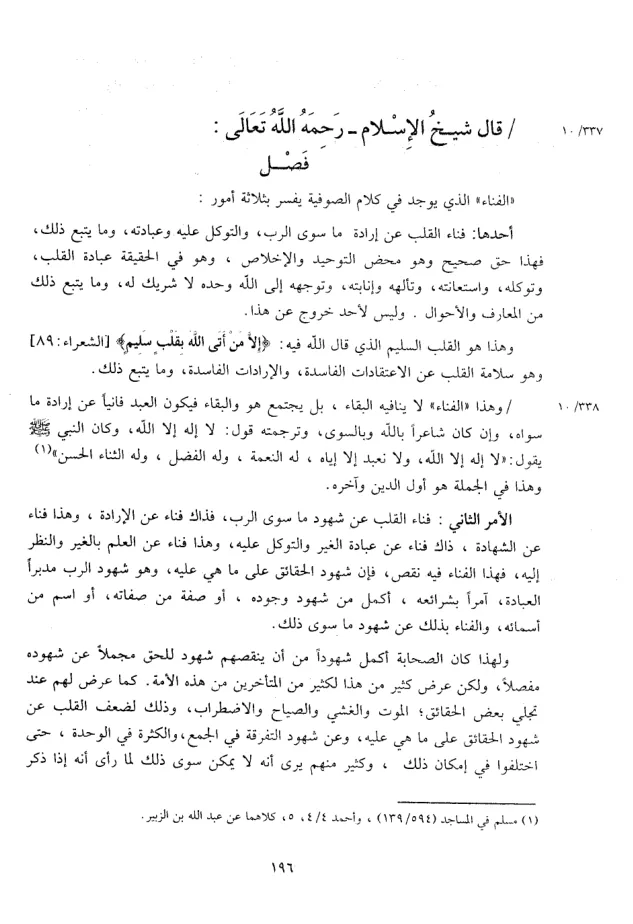 / قال شيخُ الإِسْلام - رَحِمَهُ اللَّهُ تَعَالَى :
١٠/٣٣٧
فَصْـل
«الفناء» الذي يوجد في كلام الصوفية يفسر بثلاثة أمور :
أحدها: فناء القلب عن إرادة ما سوى الرب، والتوكل عليه وعبادته، وما يتبع ذلك،
فهذا حق صحيح وهو محض التوحيد والإخلاص ، وهو في الحقيقة عبادة القلب،
وتوكله، واستعانته، وتألهه وإنابته، وتوجهه إلى الله وحده لا شريك له، وما يتبع ذلك
من المعارف والأحوال . وليس لأحد خروج عن هذا.
وهذا هو القلب السليم الذي قال الله فيه: ﴿إِلاَّ مَنْ أَتَى اللَّهَ بِقَلْبٍ سَلِيمٍ﴾ [الشعراء:٨٩]
وهو سلامة القلب عن الاعتقادات الفاسدة، والإرادات الفاسدة، وما يتبع ذلك.
/ وهذا «الفناء» لا ينافيه البقاء ، بل يجتمع هو والبقاء فيكون العبد فانياً عن إرادة ما
١٠/٣٣٨
سواه، وإن كان شاعراً بالله وبالسوى، وترجمته قول: لا إله إلا الله، وكان النبي ﷺ
يقول:«لا إله إلا الله، ولا نعبد إلا إياه ، له النعمة ، وله الفضل ، وله الثناء الحسن»(١)
وهذا في الجملة هو أول الدين وآخره.
الأمر الثاني : فناء القلب عن شهود ما سوى الرب، فذاك فناء عن الإرادة ، وهذا فناء
عن الشهادة ، ذاك فناء عن عبادة الغير والتوكل عليه، وهذا فناء عن العلم بالغير والنظر
إليه، فهذا الفناء فيه نقص، فإن شهود الحقائق على ما هي عليه، وهو شهود الرب مدبراً
العبادة، آمراً بشرائعه ، أكمل من شهود وجوده ، أو صفة من صفاته، أو اسم من
أسمائه، والفناء بذلك عن شهود ما سوى ذلك.
ولهذا كان الصحابة أكمل شهوداً من أن ينقصهم شهود للحق مجملاً عن شهوده
مفصلاً، ولكن عرض كثير من هذا لكثير من المتأخرين من هذه الأمة. كما عرض لهم عند
تجلي بعض الحقائق؛ الموت والغشي والصياح والاضطراب، وذلك لضعف القلب عن
شهود الحقائق على ما هي عليه، وعن شهود التفرقة في الجمع،والكثرة في الوحدة ، حتى
اختلفوا في إمكان ذلك ، وكثير منهم يرى أنه لا يمكن سوى ذلك لما رأى أنه إذا ذكر
(١) مسلم في المساجد (١٣٩/٥٩٤) ، وأحمد ٤/٤، ٥، كلاهما عن عبد الله بن الزبير.
١٩٦